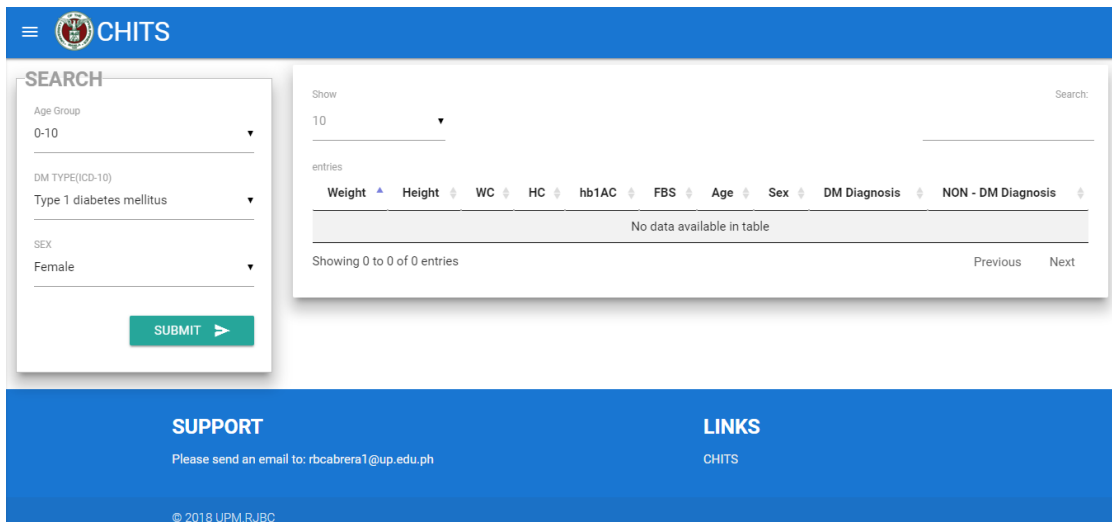 CHITS
SEARCH
Age Group
0-10
DM TYPE(ICD-10)
Type 1 diabetes mellitus
SEX
Female
SUBMIT
Show
10
Search:
entries
Weight Height WC HC hb1AC FBS Age Sex DM Diagnosis NON - DM Diagnosis
No data available in table
Showing 0 to 0 of 0 entries
Previous Next
SUPPORT
Please send an email to: rbcabrera1@up.edu.ph
LINKS
CHITS
© 2018 UPM.RJBC